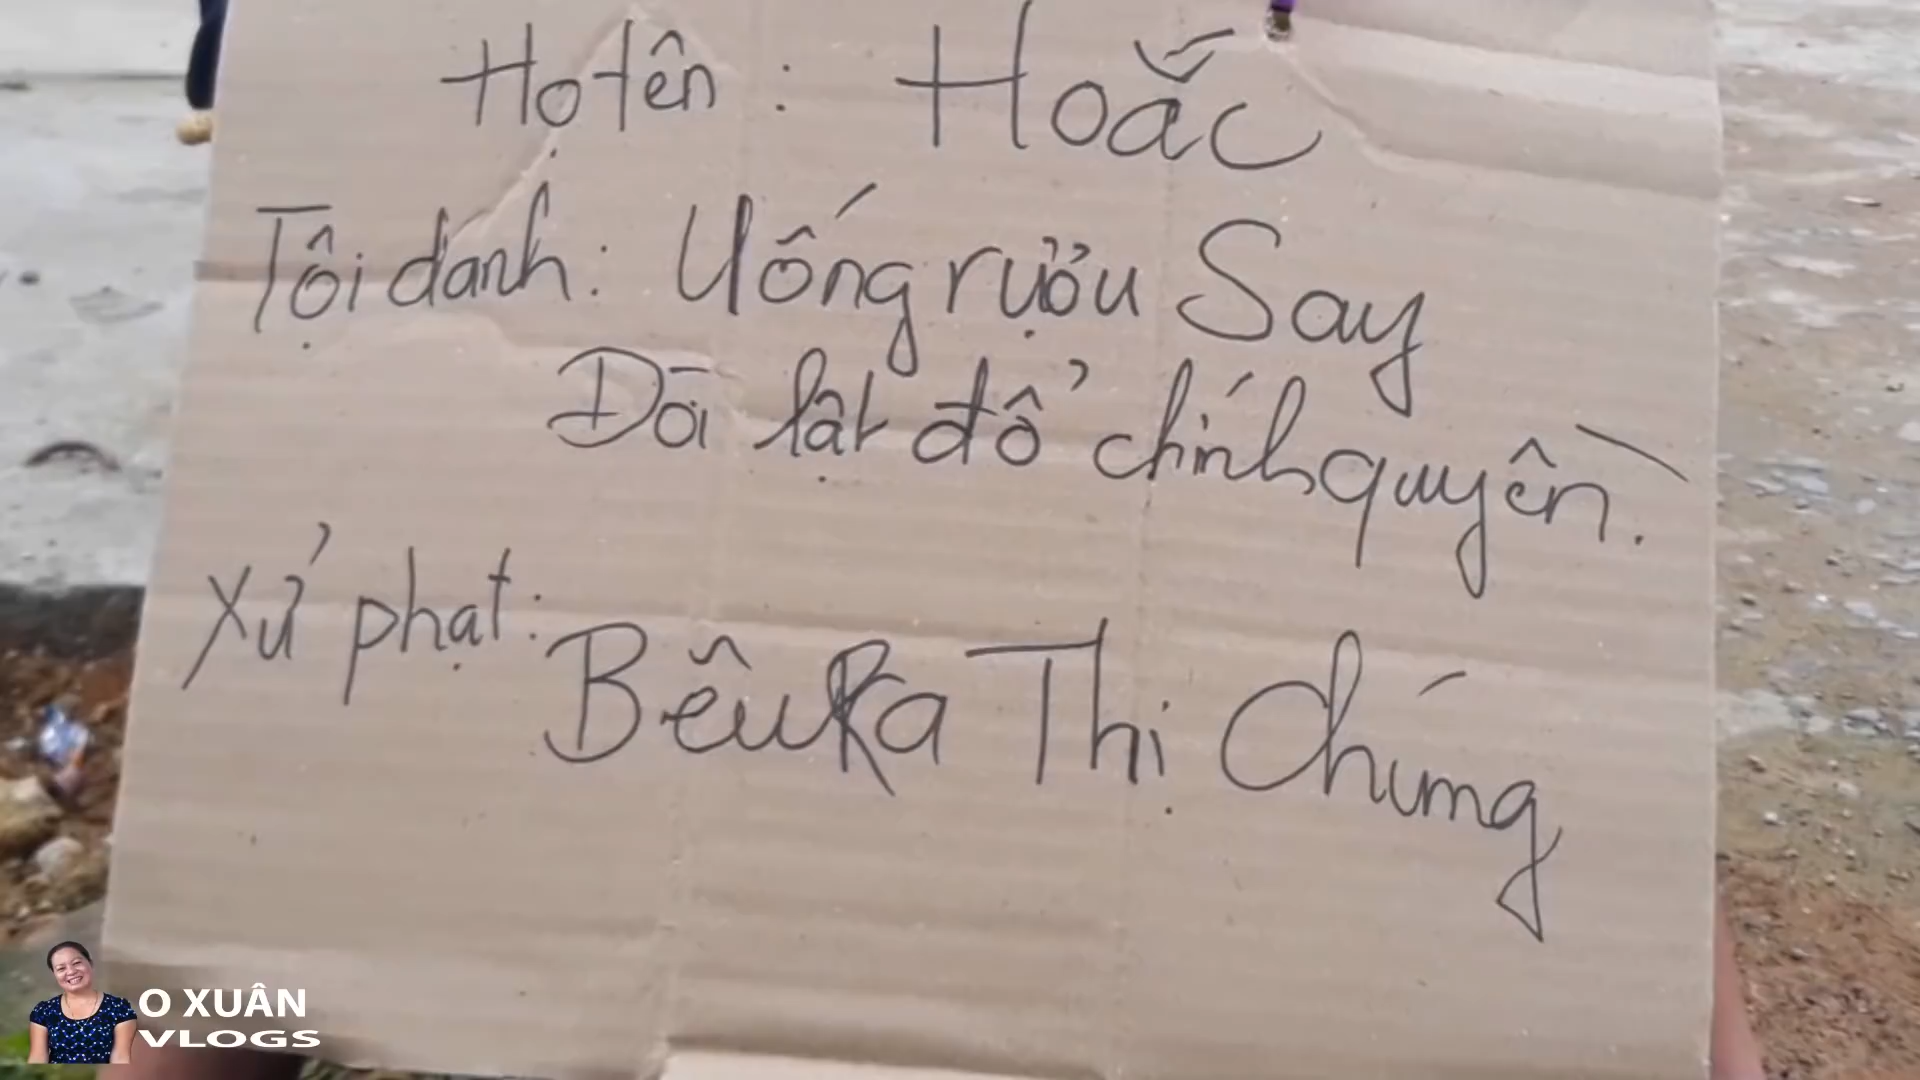 Họ tên : Hoắc
Tội danh : Uống rượu Say
Đòi lật đổ chính quyền.
Xử phạt : Bêu Ra Thị Chúng
O XUÂN
VLOGS